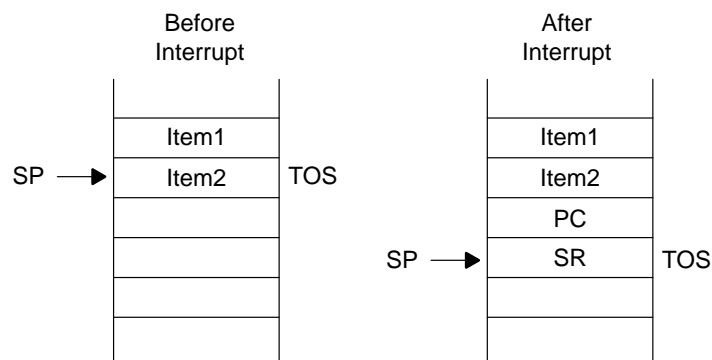 Before
Interrupt
After
Interrupt
Item1
SP
Item2
TOS
Item1
Item2
PC
SP
SR
TOS